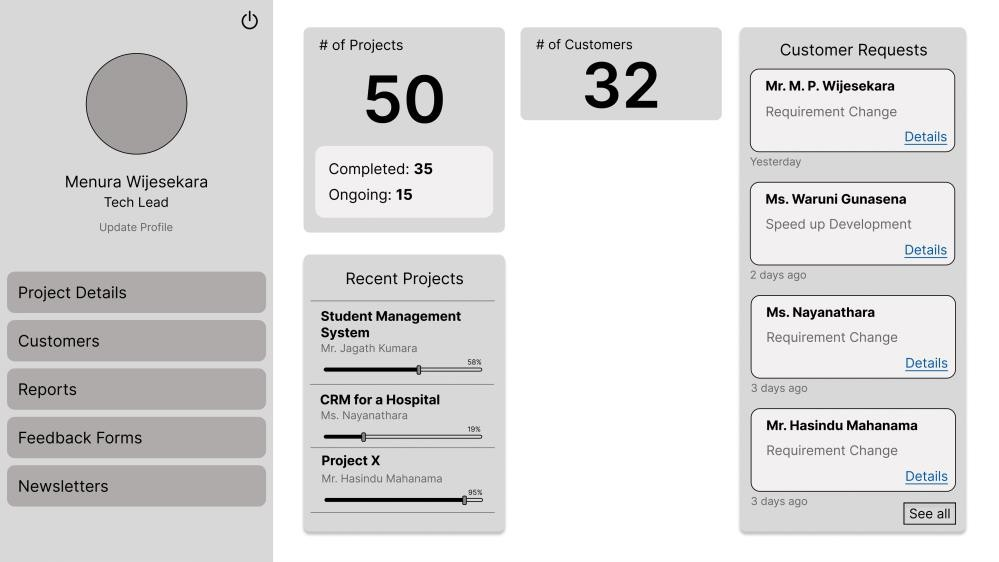 Menura Wijesekara
Tech Lead
Update Profile
Project Details
Customers
Reports
Feedback Forms
Newsletters
# of Projects
50
Completed: 35
Ongoing: 15
# of Customers
32
Recent Projects
Student Management
System
Mr. Jagath Kumara
58%
CRM for a Hospital
Ms. Nayanathara
19%
Project X
Mr. Hasindu Mahanama
95%
Customer Requests
Mr. M. P. Wijesekara
Requirement Change
Details
Yesterday
Ms. Waruni Gunasena
Speed up Development
Details
2 days ago
Ms. Nayanathara
Requirement Change
Details
3 days ago
Mr. Hasindu Mahanama
Requirement Change
Details
3 days ago
See all